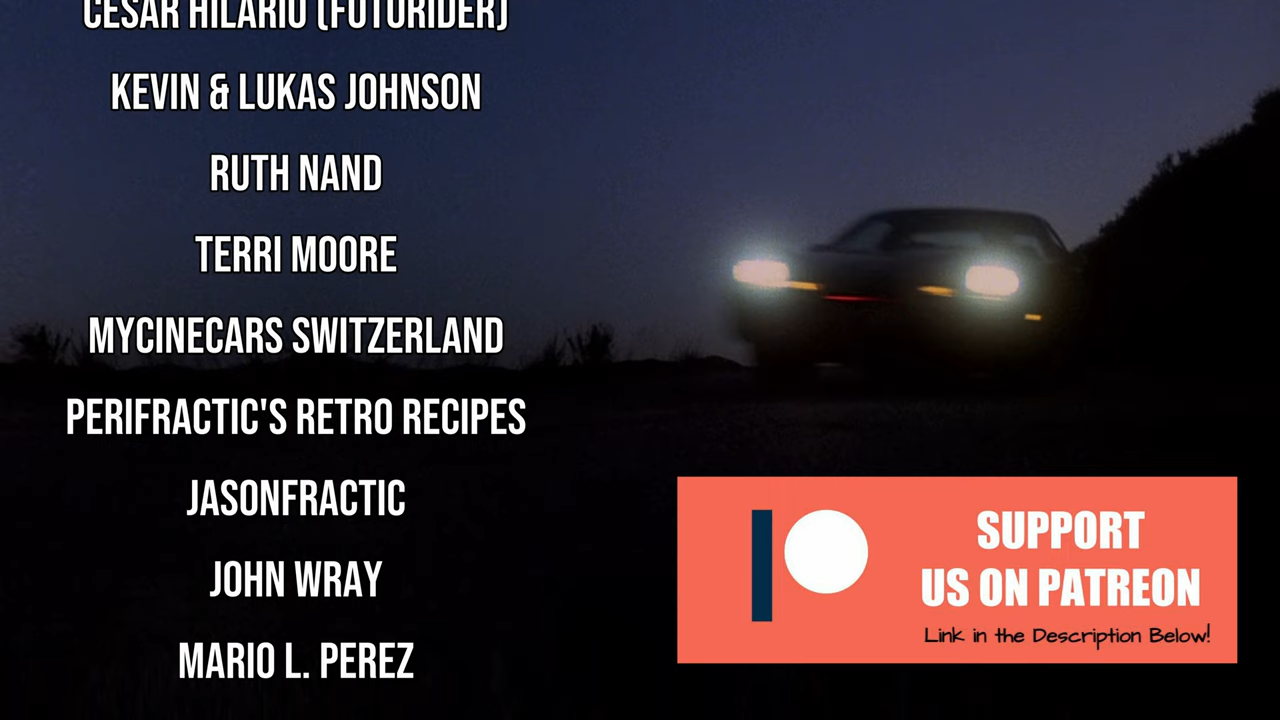 CESAR HILARIO (FUTURIDER)
KEVIN & LUKAS JOHNSON
RUTH NAND
TERRI MOORE
MYCINECARS SWITZERLAND
PERIFRACTIC'S RETRO RECIPES
JASONFRACTIC
JOHN WRAY
MARIO L. PEREZ
SUPPORT
US ON PATREON
Link in the Description Below!